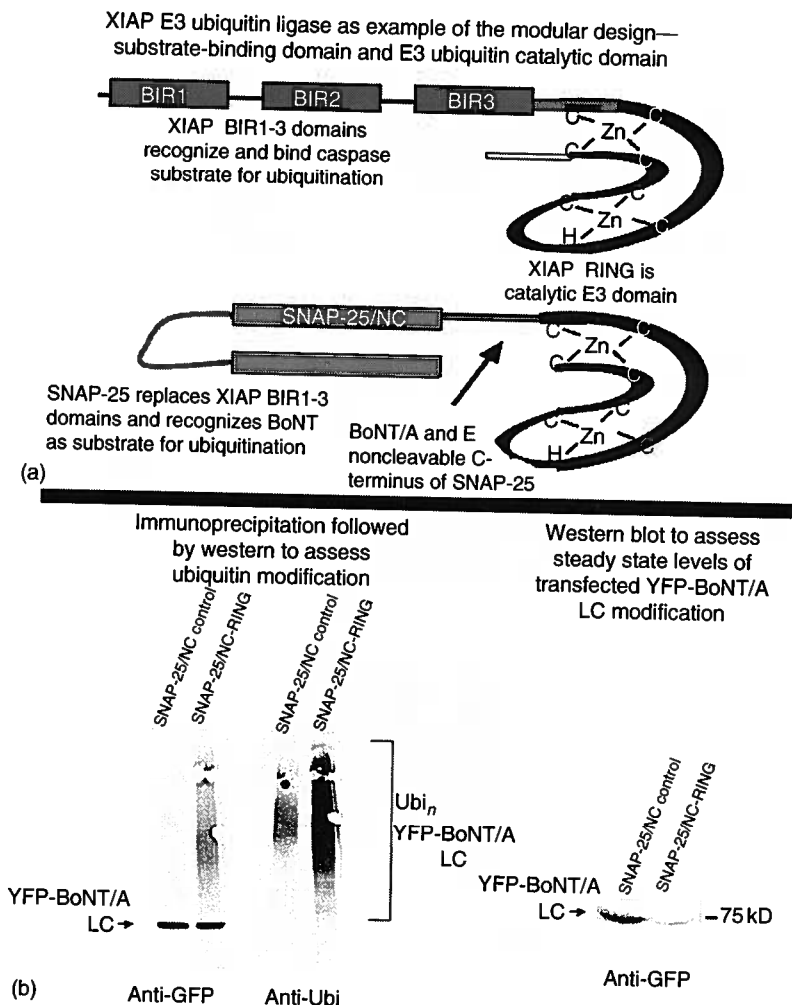 XIAP E3 ubiquitin ligase as example of the modular design—
substrate-binding domain and E3 ubiquitin catalytic domain
BIR1
BIR2
BIR3
XIAP BIR1-3 domains
recognize and bind caspase
substrate for ubiquitination
C
C
Zn
C
C
C
C
Zn
H
C
XIAP RING is
catalytic E3 domain
SNAP-25/NC
SNAP-25 replaces XIAP BIR1-3
domains and recognizes BoNT
as substrate for ubiquitination
BoNT/A and E
noncleavable C-
terminus of SNAP-25
C
C
Zn
C
C
C
C
Zn
H
C
(a)
Immunoprecipitation followed
by western to assess
ubiquitin modification
Western blot to assess
steady state levels of
transfected YFP-BoNT/A
LC modification
SNAP-25/NC control
SNAP-25/NC-RING
SNAP-25/NC control
SNAP-25/NC-RING
Ubin
YFP-BoNT/A
LC
YFP-BoNT/A
LC→
SNAP-25/NC control
SNAP-25/NC-RING
YFP-BoNT/A
LC→
–75 kD
(b)
Anti-GFP
Anti-Ubi
Anti-GFP